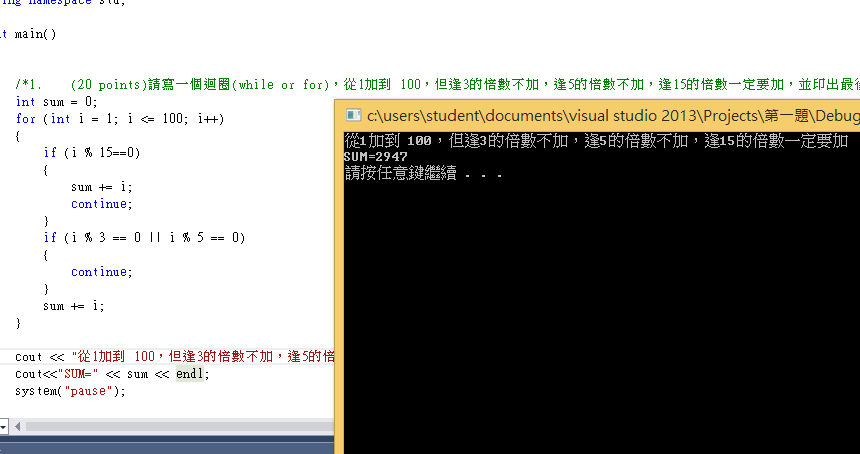 namespace std;
main()
/*1. (20 points)請寫一個迴圈(while or for)，從1加到 100，但逢3的倍數不加，逢5的倍數不加，逢15的倍數一定要加，並印出最
int sum = 0;
for (int i = 1; i <= 100; i++)
{
if (i % 15==0)
{
sum += i;
continue;
}
if (i % 3 == 0 || i % 5 == 0)
{
continue;
}
sum += i;
}
cout << "從1加到 100，但逢3的倍數不加，逢5的倍
cout<<"SUM=" << sum << endl;
system("pause");
c:\users\student\documents\visual studio 2013\Projects\第一題\Debug
從1加到 100，但逢3的倍數不加，逢5的倍數不加，逢15的倍數一定要加
SUM=2947
請按任意鍵繼續 . . .